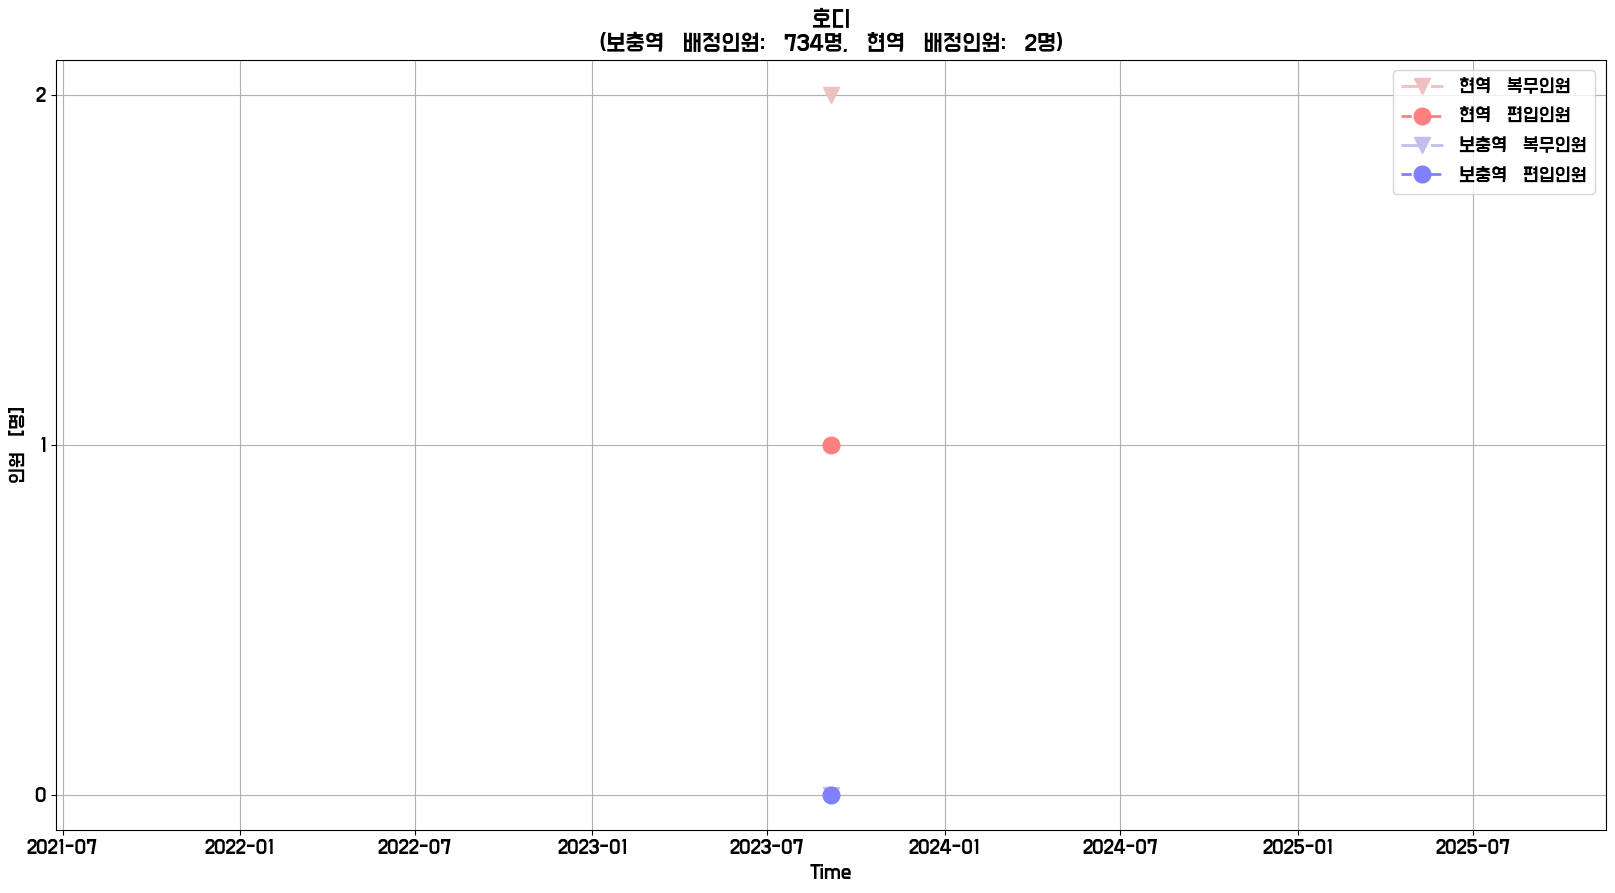 호디
(보충역 배정인원: 734명, 현역 배정인원: 2명)
현역 복무인원
현역 편입인원
보충역 복무인원
보충역 편입인원
인원 [명]
2
1
0
2021-07 2022-01 2022-07 2023-01 2023-07 2024-01 2024-07 2025-01 2025-07
Time